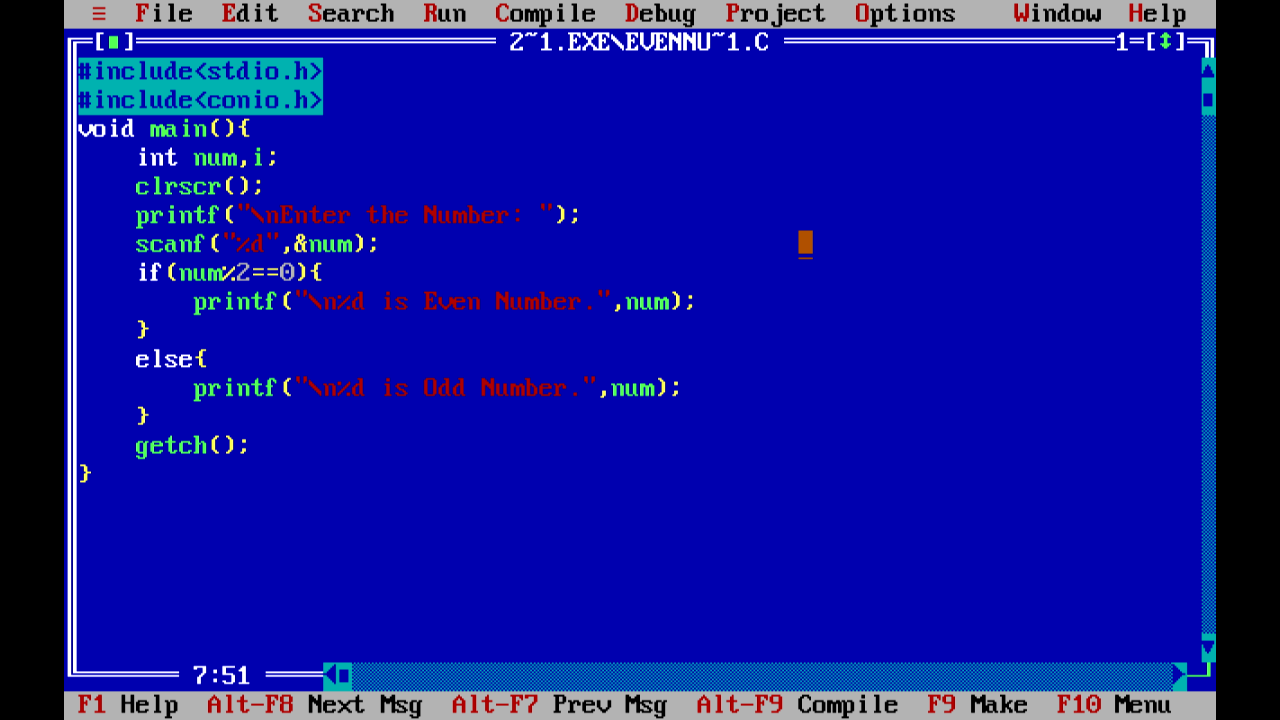 ≡ File Edit Search Run Compile Debug Project Options Window Help
[■] 2~1.EXE\EVENNU~1.C 1=[↕]
#include<stdio.h>
#include<conio.h>
void main(){
    int num,i;
    clrscr();
    printf("\nEnter the Number: ");
    scanf("%d",&num);
    if(num%2==0){
        printf("\n%d is Even Number.",num);
    }
    else{
        printf("\n%d is Odd Number.",num);
    }
    getch();
}
7:51
F1 Help Alt-F8 Next Msg Alt-F7 Prev Msg Alt-F9 Compile F9 Make F10 Menu